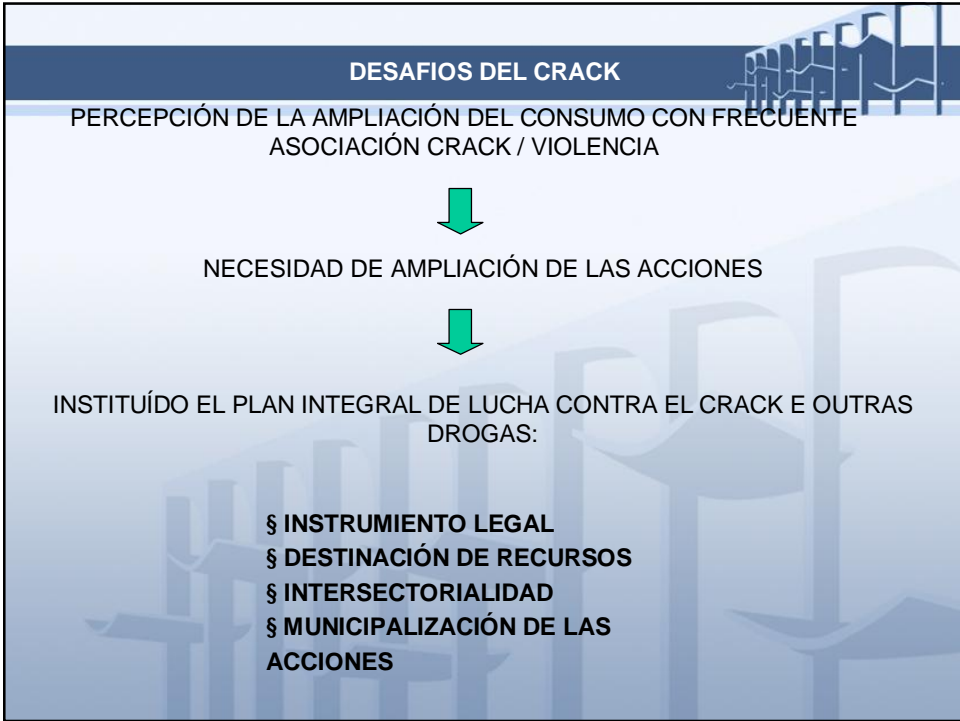 DESAFIOS DEL CRACK
PERCEPCIÓN DE LA AMPLIACIÓN DEL CONSUMO CON FRECUENTE
ASOCIACIÓN CRACK / VIOLENCIA
NECESIDAD DE AMPLIACIÓN DE LAS ACCIONES
INSTITUÍDO EL PLAN INTEGRAL DE LUCHA CONTRA EL CRACK E OUTRAS
DROGAS:
§ INSTRUMIENTO LEGAL
§ DESTINACIÓN DE RECURSOS
§ INTERSECTORIALIDAD
§ MUNICIPALIZACIÓN DE LAS
ACCIONES